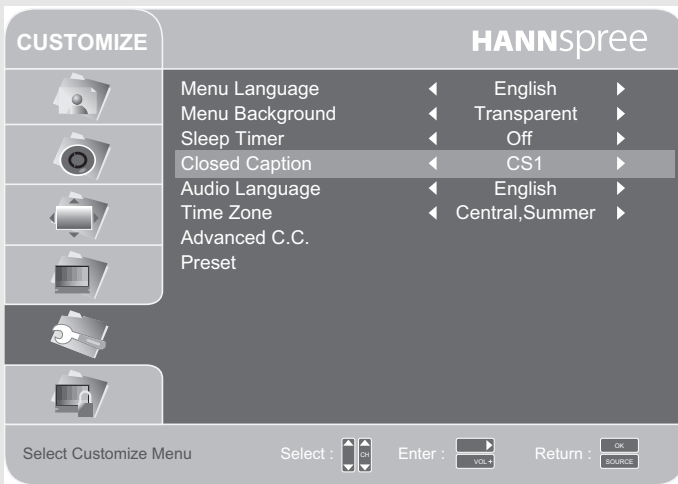 CUSTOMIZE
HANNspree
Menu Language English
Menu Background Transparent
Sleep Timer Off
Closed Caption CS1
Audio Language English
Time Zone Central,Summer
Advanced C.C.
Preset
Select Customize Menu Select : CH Enter : VOL+ Return : OK SOURCE